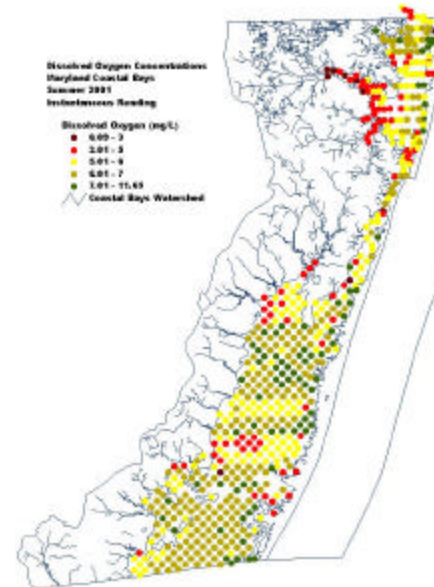 Dissolved Oxygen Concentrations
Maryland Coastal Bays
Summer 2001
Instantaneous Reading
Dissolved Oxygen (mg/L)
0.09 - 3
3.01 - 5
5.01 - 6
6.01 - 7
7.01 - 11.65
Coastal Bays Watershed